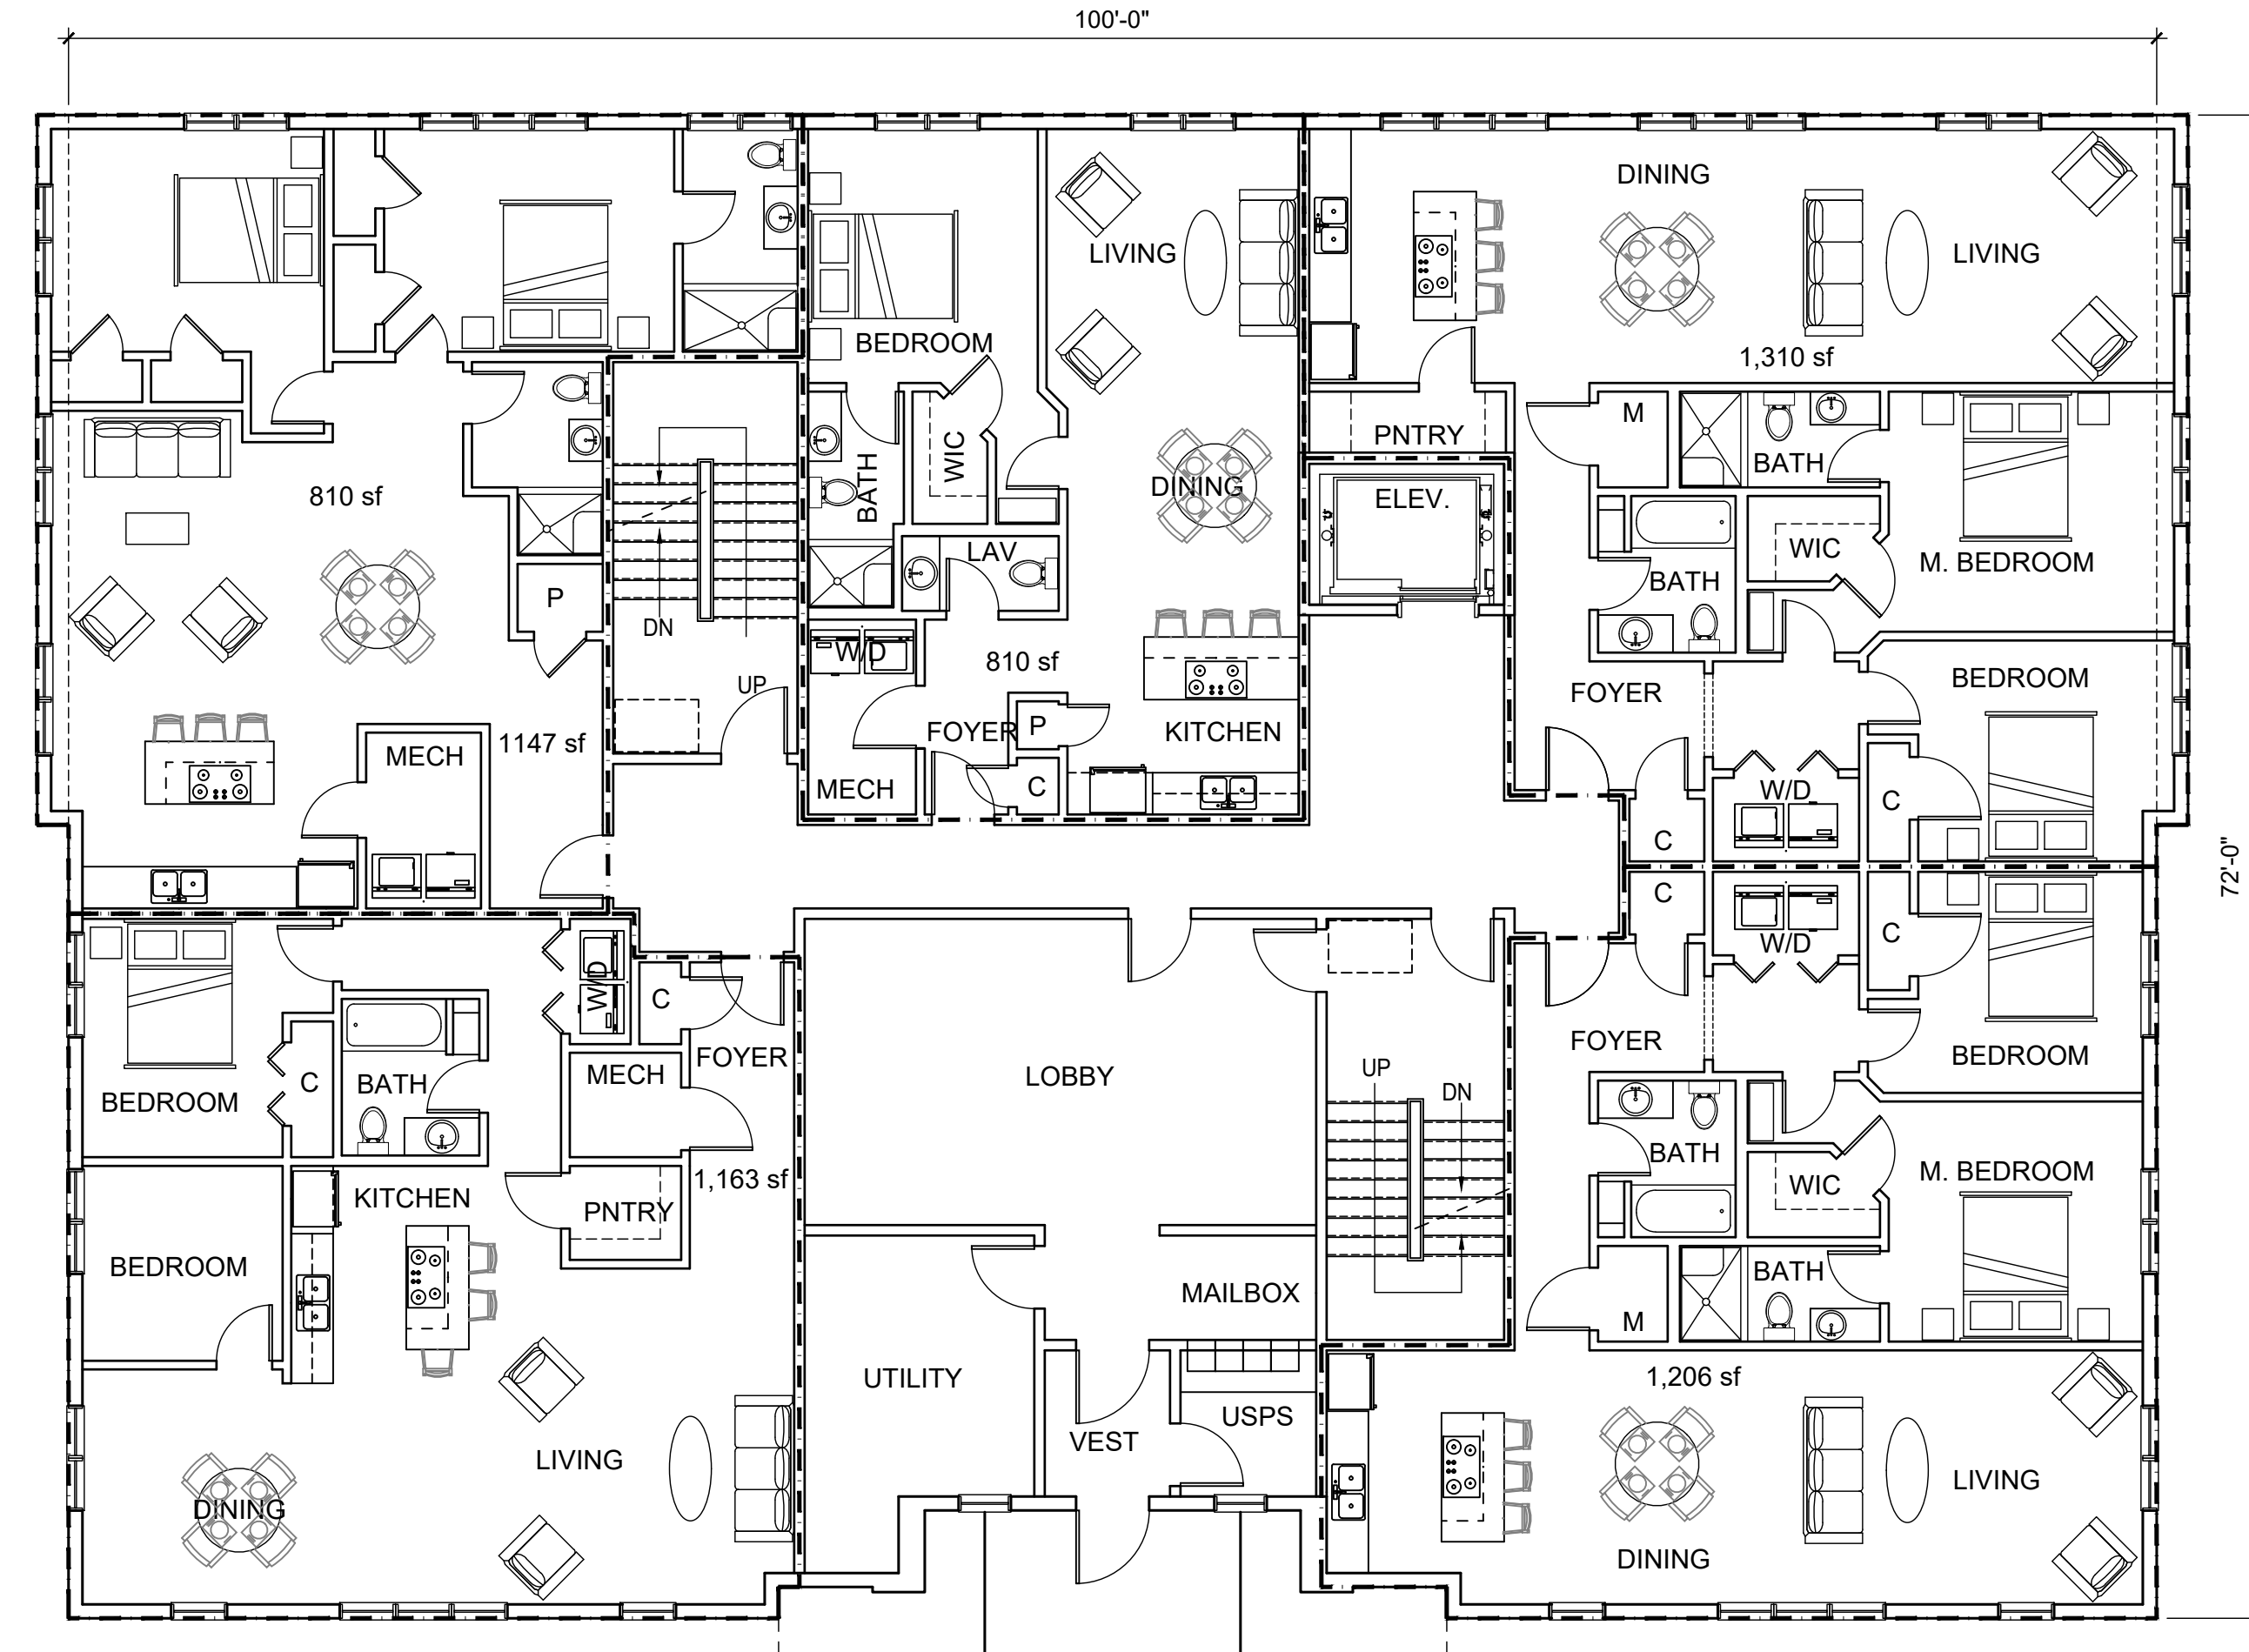 100'-0"
DINING
LIVING
LIVING
BEDROOM
1,310 sf
M
PNTRY
WIC
BATH
BATH
810 sf
DINING
ELEV.
LAV
WIC
M. BEDROOM
BATH
P
DN
W/D
810 sf
BEDROOM
UP
FOYER
FOYER
P
KITCHEN
1147 sf
MECH
MECH
C
W/D
C
C
72'-0"
C
C
W/D
W/D
C
FOYER
FOYER
BEDROOM
MECH
LOBBY
UP
DN
C
BATH
BEDROOM
BATH
M. BEDROOM
1,163 sf
WIC
KITCHEN
PNTRY
BEDROOM
BATH
MAILBOX
M
UTILITY
1,206 sf
USPS
VEST
LIVING
LIVING
DINING
DINING